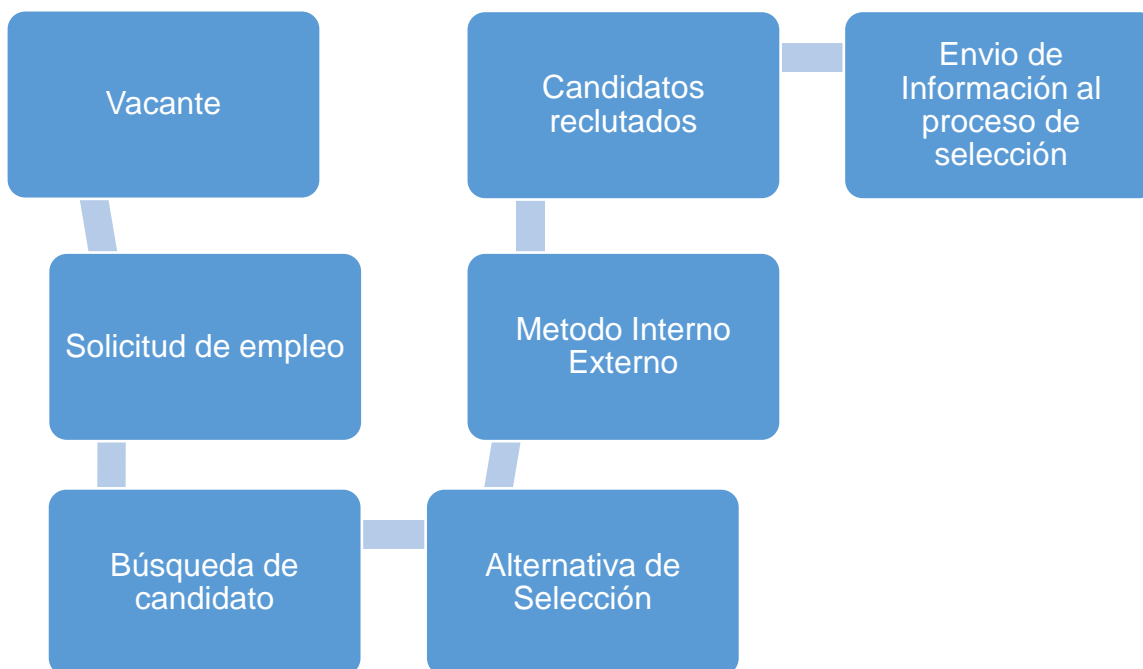 Vacante
Solicitud de empleo
Búsqueda de
candidato
Alternativa de
Selección
Metodo Interno
Externo
Candidatos
reclutados
Envio de
Información al
proceso de
selección